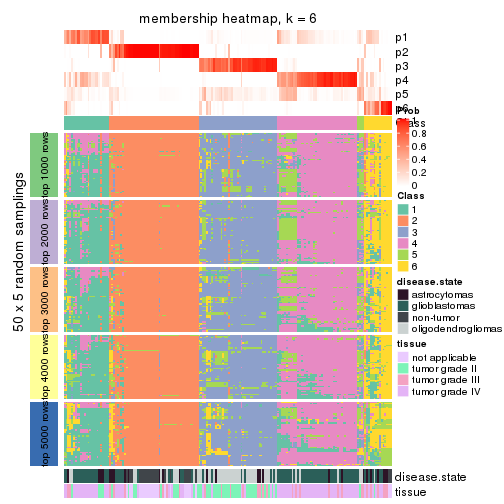 membership heatmap, k = 6
p1
p2
p3
p4
p5
p6
Prob
1
0.8
0.6
0.4
0.2
0
Class
Class
1
2
3
4
5
6
disease.state
astrocytomas
glioblastomas
non-tumor
oligodendrogliomas
tissue
not applicable
tumor grade II
tumor grade III
tumor grade IV
50 x 5 random samplings
top 1000 rows
top 2000 rows
top 3000 rows
top 4000 rows
top 5000 rows
disease.state
tissue